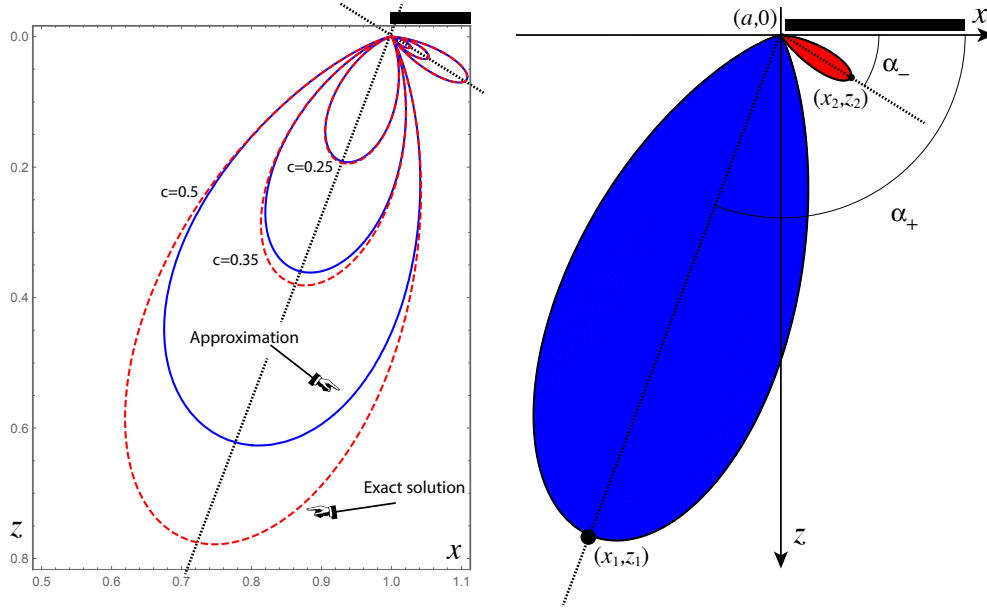 0.0
0.2
0.4
0.6
0.8
0.5
0.6
0.7
0.8
0.9
1.0
1.1
z
x
c=0.25
c=0.5
c=0.35
Approximation
Exact solution
(a,0)
x
α₋
(x₂,z₂)
α₊
(x₁,z₁)
z